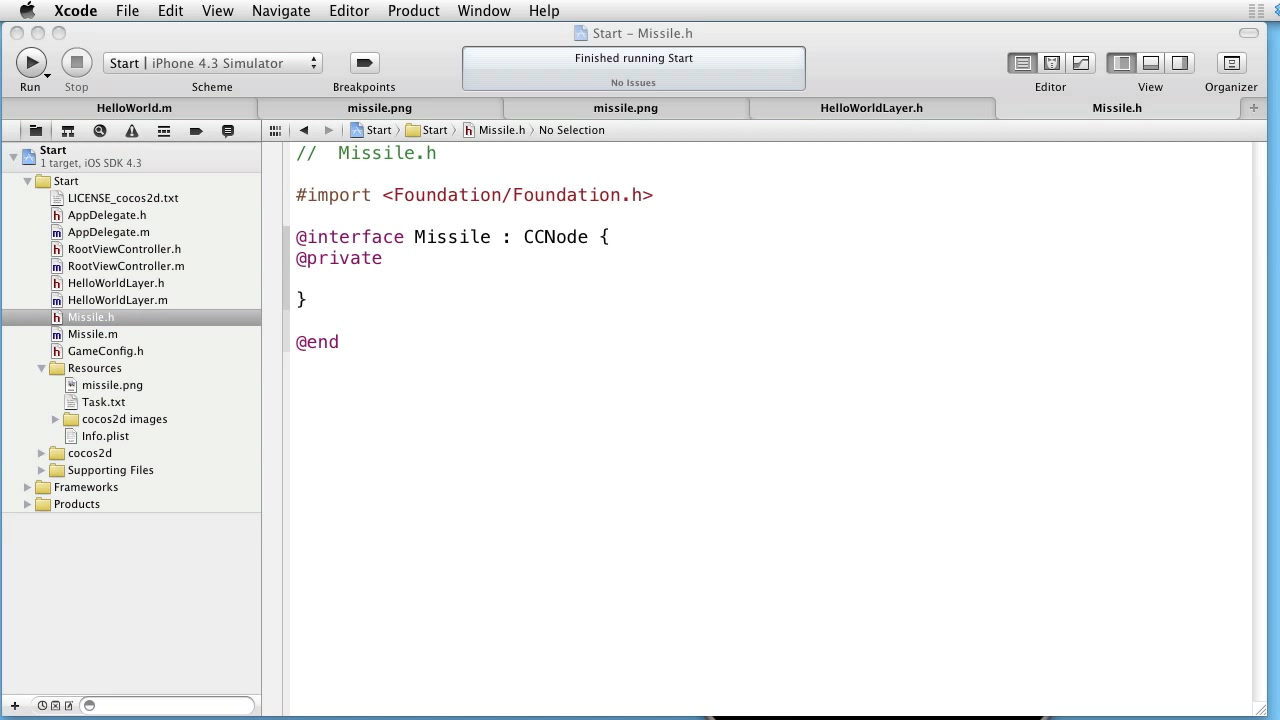 Xcode File Edit View Navigate Editor Product Window Help
Start – Missile.h
Start | iPhone 4.3 Simulator
Finished running Start
No Issues
Run Stop Scheme Breakpoints Editor View Organizer
HelloWorld.m missile.png missile.png HelloWorldLayer.h Missile.h
Start Start Missile.h No Selection
Start
1 target, iOS SDK 4.3
Start
LICENSE_cocos2d.txt
AppDelegate.h
AppDelegate.m
RootViewController.h
RootViewController.m
HelloWorldLayer.h
HelloWorldLayer.m
Missile.h
Missile.m
GameConfig.h
Resources
missile.png
Task.txt
cocos2d images
Info.plist
cocos2d
Supporting Files
Frameworks
Products
// Missile.h
#import <Foundation/Foundation.h>
@interface Missile : CCNode {
@private
}
@end